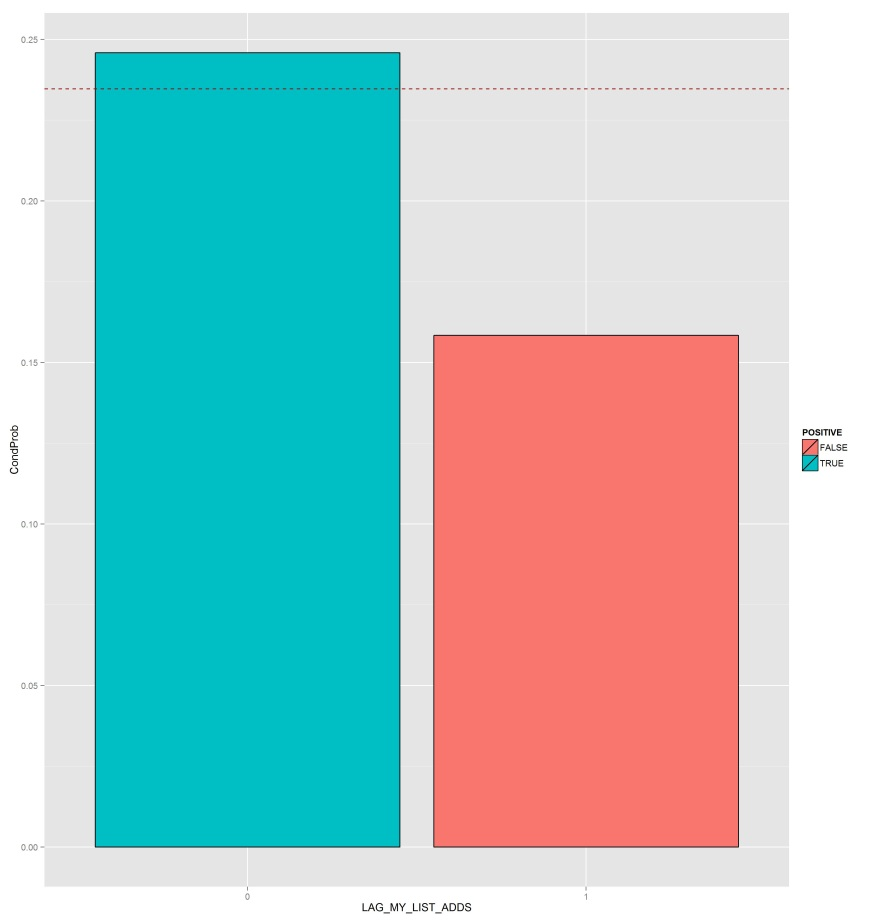 0.25
0.20
0.15
0.10
0.05
0.00
CondProb
0
1
LAG_MY_LIST_ADDS
POSITIVE
FALSE
TRUE